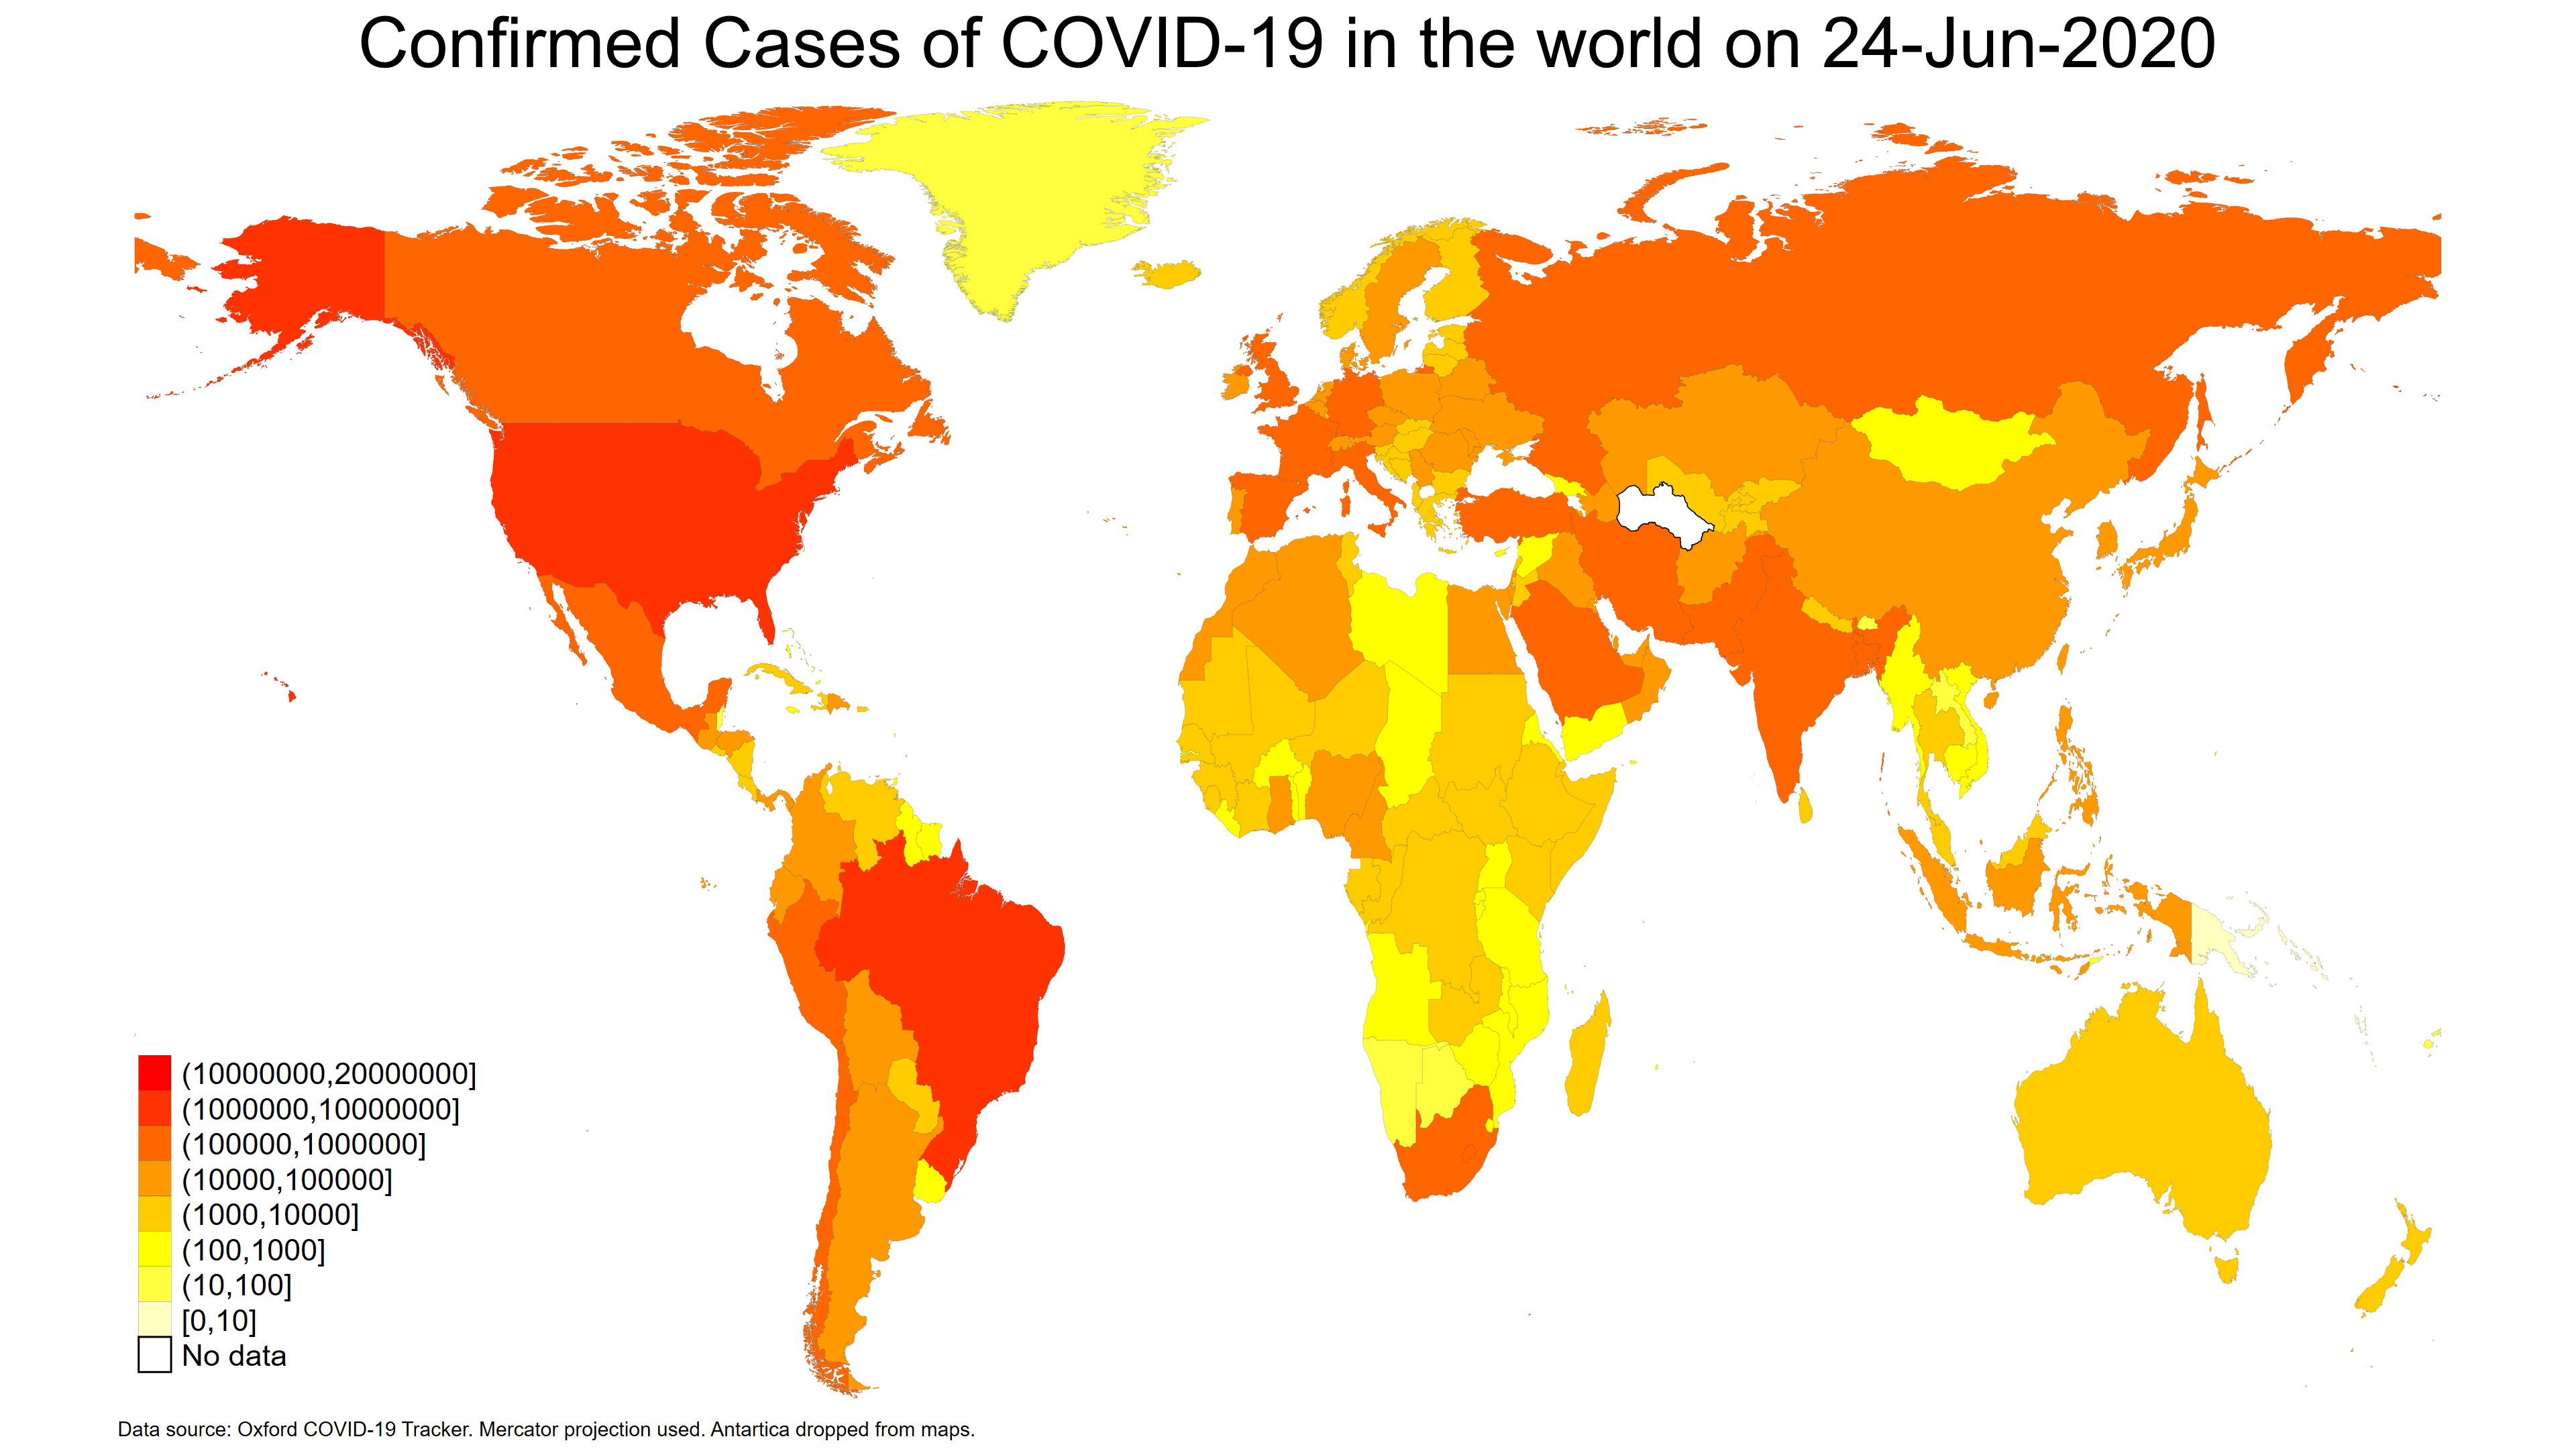 Confirmed Cases of COVID-19 in the world on 24-Jun-2020
(10000000,20000000]
(1000000,10000000]
(100000,1000000]
(10000,100000]
(1000,10000]
(100,1000]
(10,100]
[0,10]
No data
Data source: Oxford COVID-19 Tracker. Mercator projection used. Antartica dropped from maps.